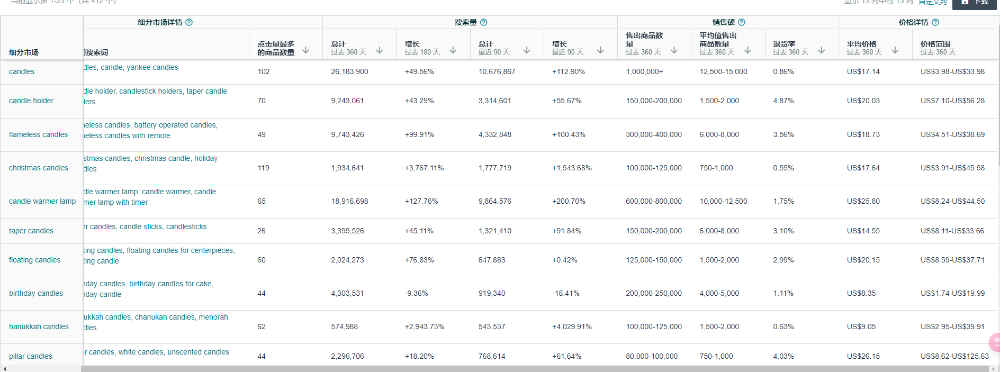 当前显示第 1-25 个 (共 412 个)
显示 13 列中的 13 列 自定义列 下载
细分市场详情 搜索量 销售额 价格详情
细分市场 搜索词 点击量最多的商品数量 总计 过去 360 天 增长 过去 180 天 总计 最近 90 天 增长 最近 90 天 售出商品数量 过去 360 天 平均值售出商品数量 过去 360 天 退货率 过去 360 天 平均价格 过去 360 天 价格范围 过去 360 天
candles dles, candle, yankee candles 102 26,183,900 +49.56% 10,676,867 +112.90% 1,000,000+ 12,500-15,000 0.86% US$17.14 US$3.98-US$33.98
candle holder dle holder, candlestick holders, taper candle lers 70 9,243,061 +43.29% 3,314,601 +55.67% 150,000-200,000 1,500-2,000 4.87% US$20.03 US$7.10-US$56.28
flameless candles eless candles, battery operated candles, eless candles with remote 49 9,743,426 +99.91% 4,332,848 +100.43% 300,000-400,000 6,000-8,000 3.56% US$18.73 US$4.51-US$38.69
christmas candles stmas candles, christmas candle, holiday dles 119 1,934,641 +3,767.11% 1,777,719 +1,543.68% 100,000-125,000 750-1,000 0.55% US$17.64 US$3.91-US$45.58
candle warmer lamp dle warmer lamp, candle warmer, candle mer lamp with timer 65 18,916,698 +127.76% 9,864,576 +200.70% 600,000-800,000 10,000-12,500 1.75% US$25.80 US$8.24-US$44.50
taper candles er candles, candle sticks, candlesticks 26 3,395,526 +45.11% 1,321,410 +91.84% 150,000-200,000 6,000-8,000 3.10% US$14.55 US$8.11-US$33.66
floating candles ting candles, floating candles for centerpieces, ting candle 60 2,024,273 +76.83% 647,883 +0.42% 125,000-150,000 1,500-2,000 2.99% US$20.15 US$8.59-US$37.71
birthday candles nday candles, birthday candles for cake, nday candle 44 4,303,531 -9.36% 919,340 -18.41% 200,000-250,000 4,000-5,000 1.11% US$8.35 US$1.74-US$19.99
hanukkah candles ukkah candles, chanukah candles, menorah dles 62 574,988 +2,943.73% 543,537 +4,029.91% 100,000-125,000 1,500-2,000 0.63% US$9.05 US$2.95-US$39.91
pillar candles r candles, white candles, unscented candles 44 2,296,706 +18.20% 768,614 +61.64% 80,000-100,000 750-1,000 4.03% US$26.15 US$8.62-US$125.63